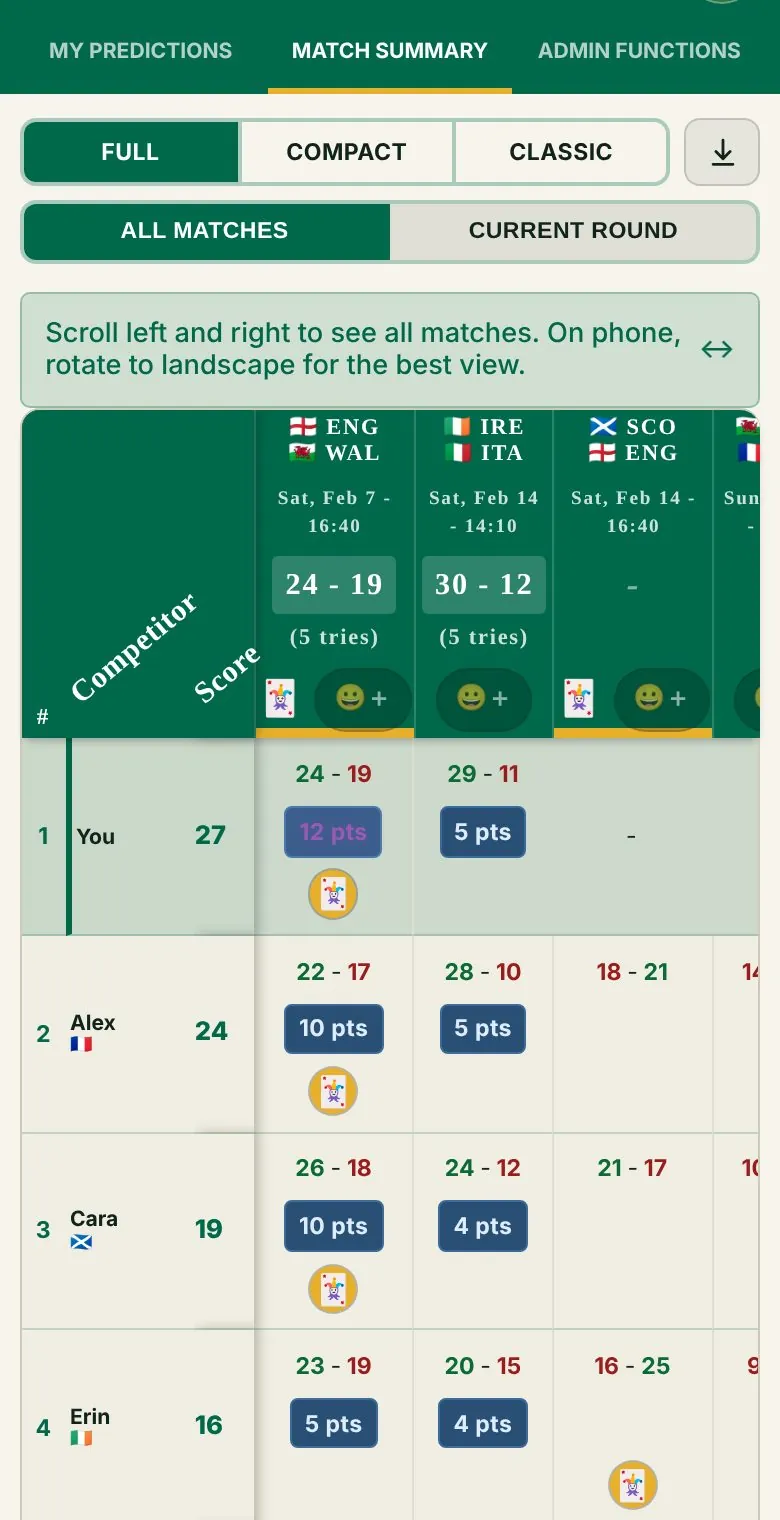 MY PREDICTIONS MATCH SUMMARY ADMIN FUNCTIONS
FULL COMPACT CLASSIC
ALL MATCHES CURRENT ROUND
Scroll left and right to see all matches. On phone,
rotate to landscape for the best view.
# Competitor Score
ENG
WAL
Sat, Feb 7 -
16:40
24 - 19
(5 tries)
+
IRE
ITA
Sat, Feb 14
- 14:10
30 - 12
(5 tries)
+
SCO
ENG
Sat, Feb 14 -
16:40
-
+
Sun
-
1 You 27
24 - 19
12 pts
29 - 11
5 pts
-
2 Alex 24
22 - 17
10 pts
28 - 10
5 pts
18 - 21
14
3 Cara 19
26 - 18
10 pts
24 - 12
4 pts
21 - 17
10
4 Erin 16
23 - 19
5 pts
20 - 15
4 pts
16 - 25
9